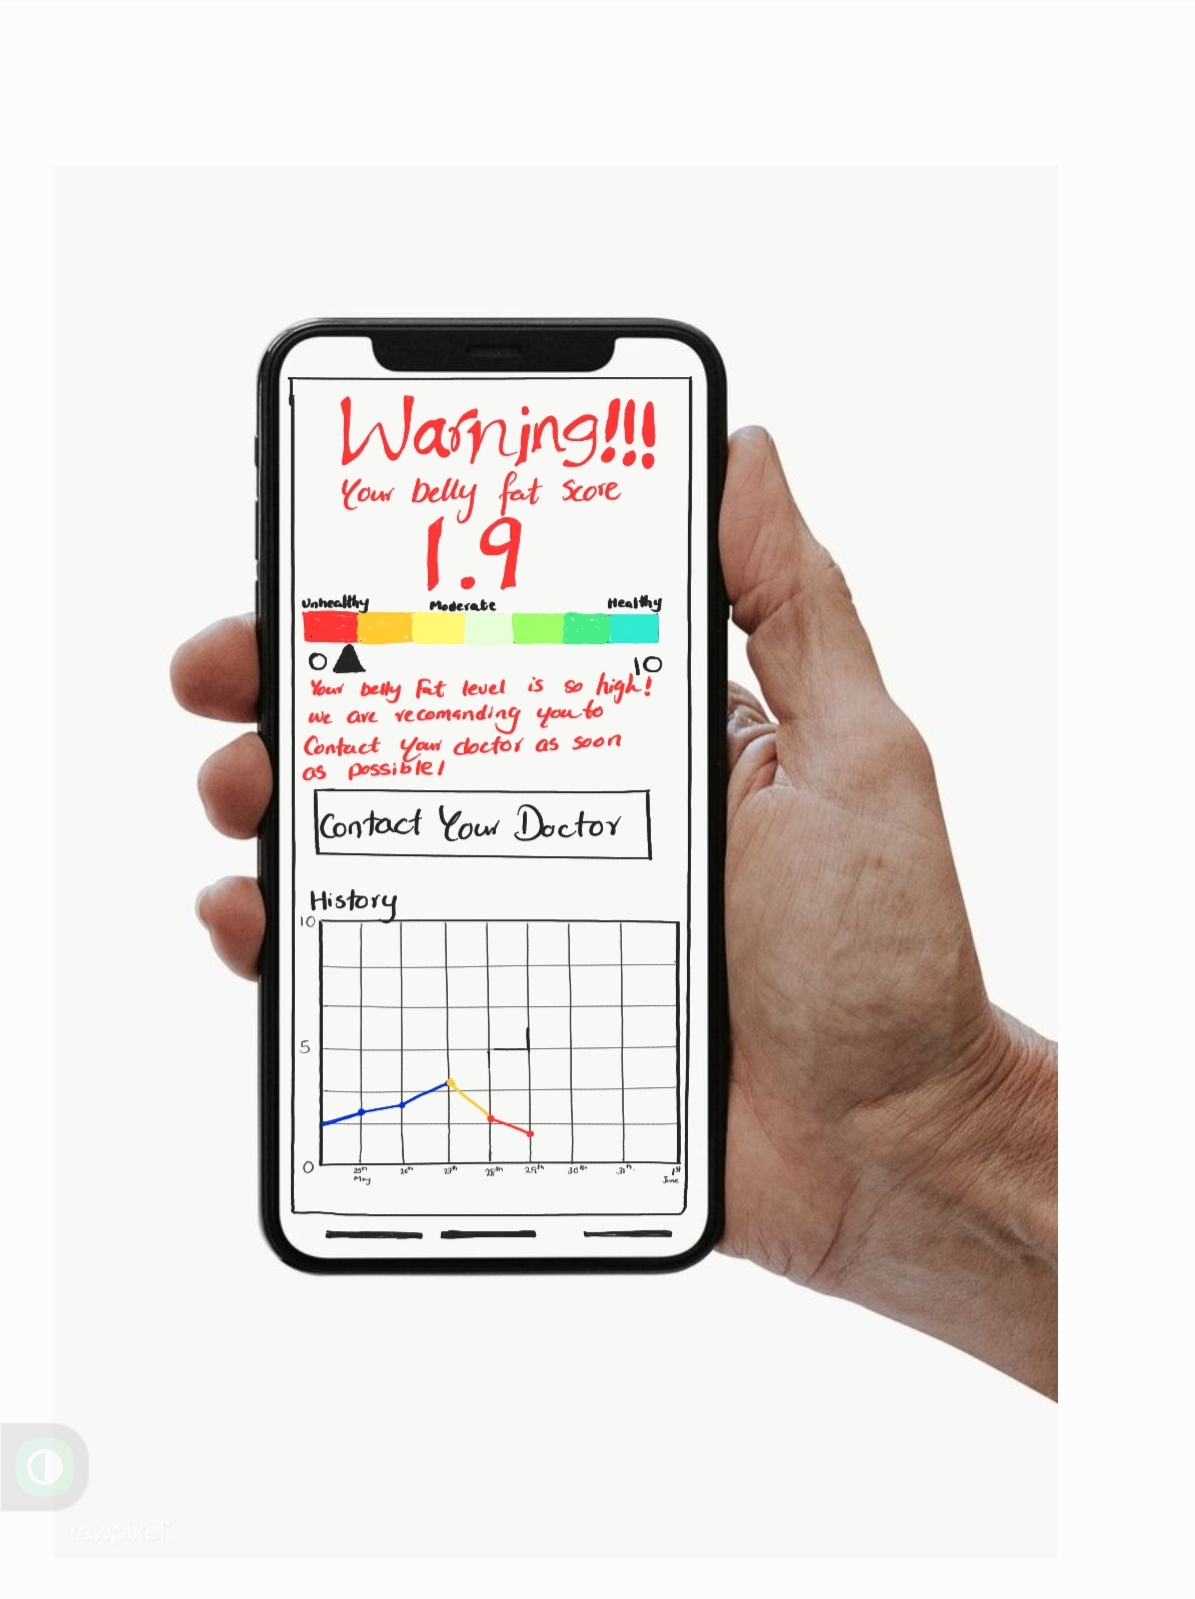 Warning!!!
Your belly fat score
1.9
Unhealthy Moderate Healthy
0 10
Your belly Fat level is so high!
we are recomanding you to
Contact Your doctor as soon
as possible!
Contact Your Doctor
History
10
5
0
25th 26th 27th 28th 29th 30th 31th. 1st
May June
rawpixel